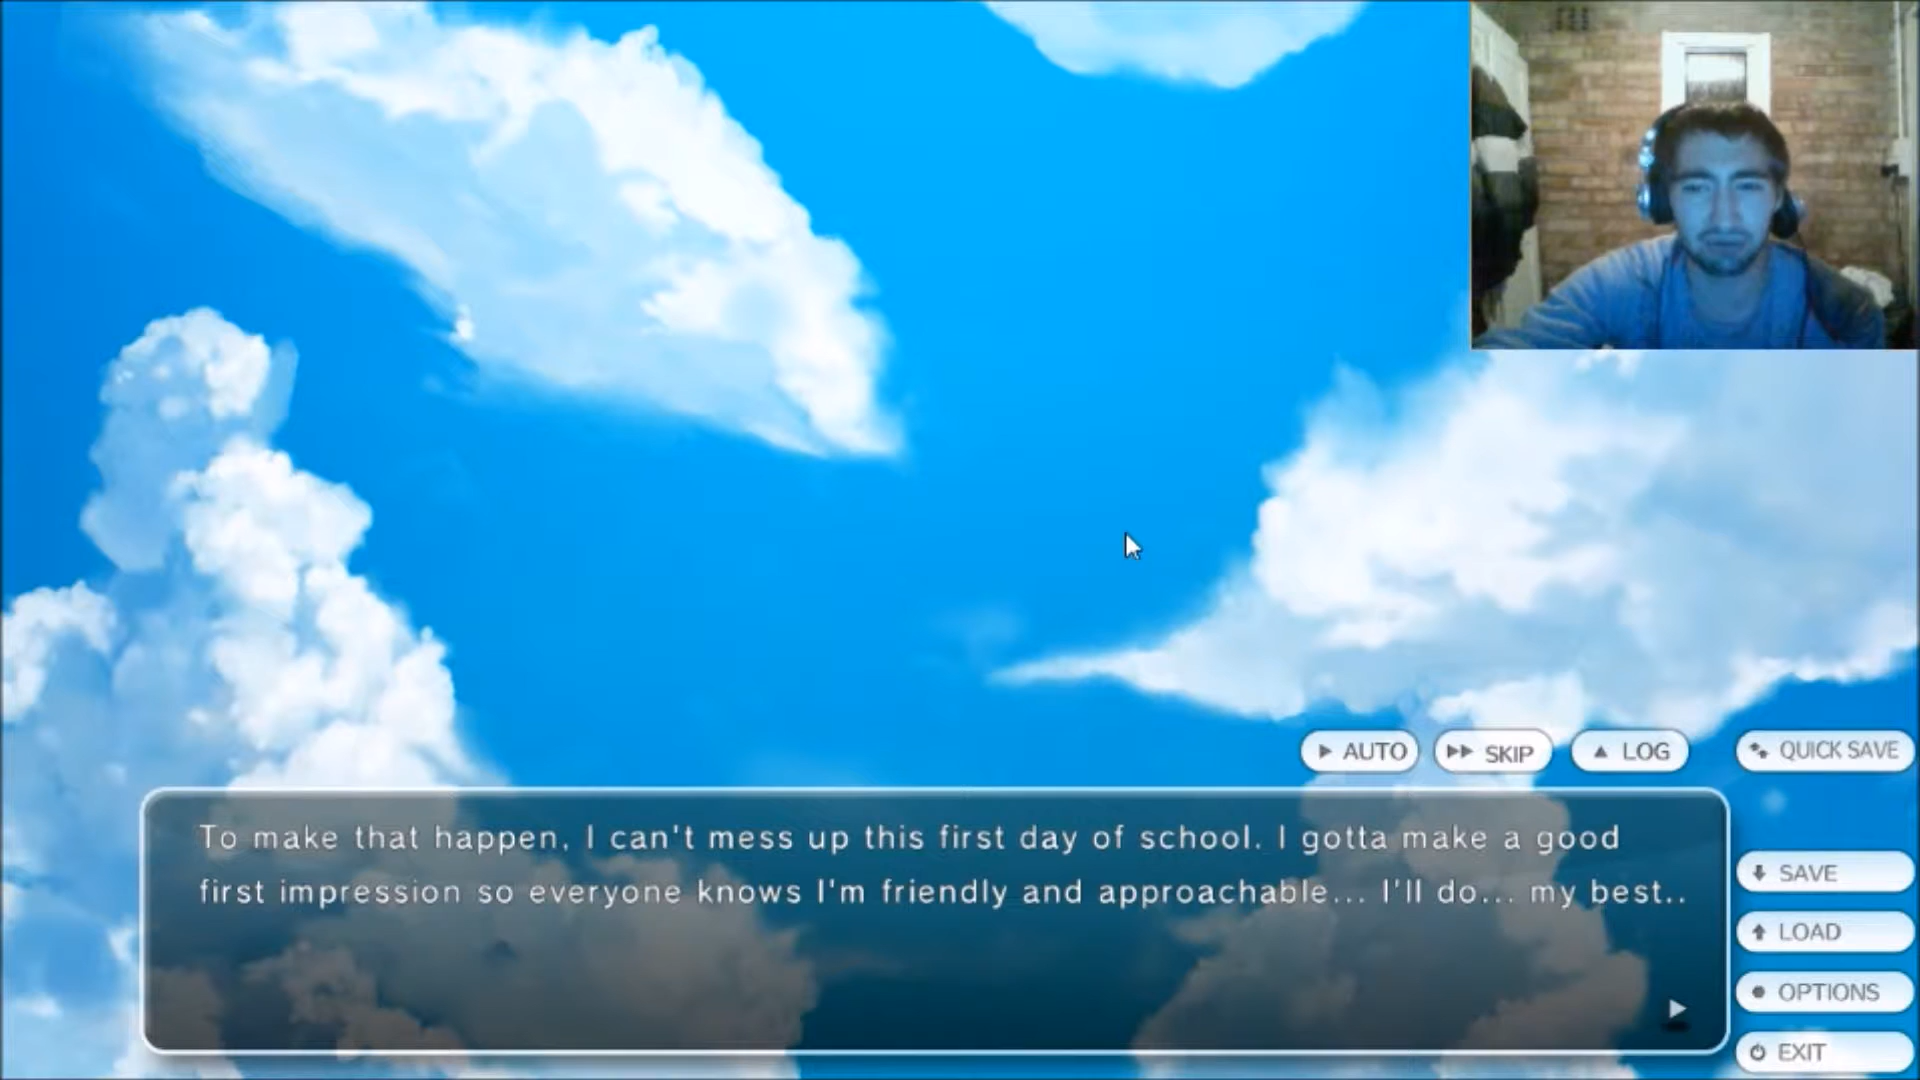 AUTO
SKIP
LOG
QUICK SAVE
To make that happen, I can't mess up this first day of school. I gotta make a good
first impression so everyone knows I'm friendly and approachable... I'll do... my best..
SAVE
LOAD
OPTIONS
EXIT